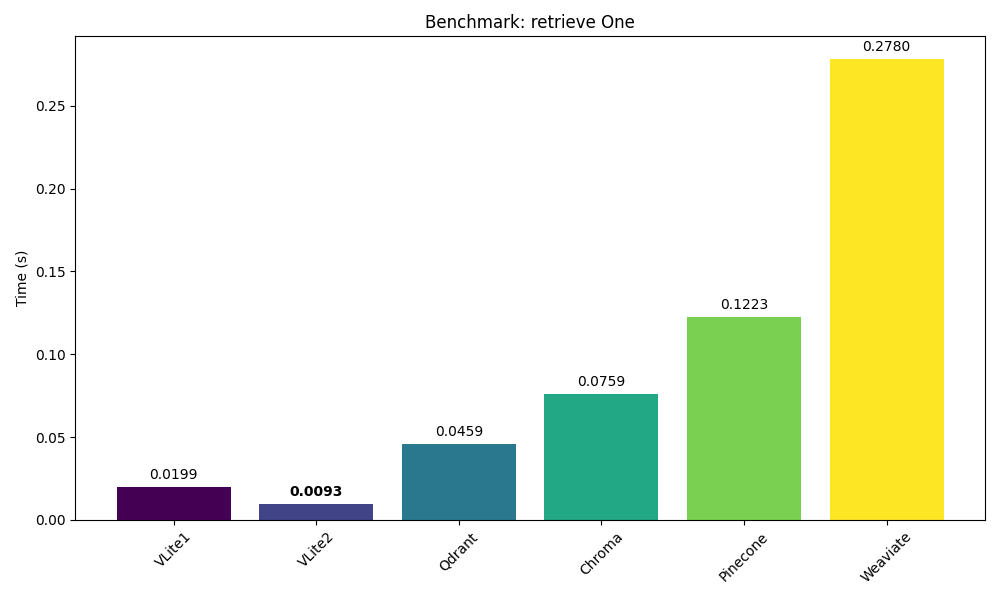 Benchmark: retrieve One
Time (s)
0.25
0.20
0.15
0.10
0.05
0.00
0.0199
0.0093
0.0459
0.0759
0.1223
0.2780
VLite1
VLite2
Qdrant
Chroma
Pinecone
Weaviate